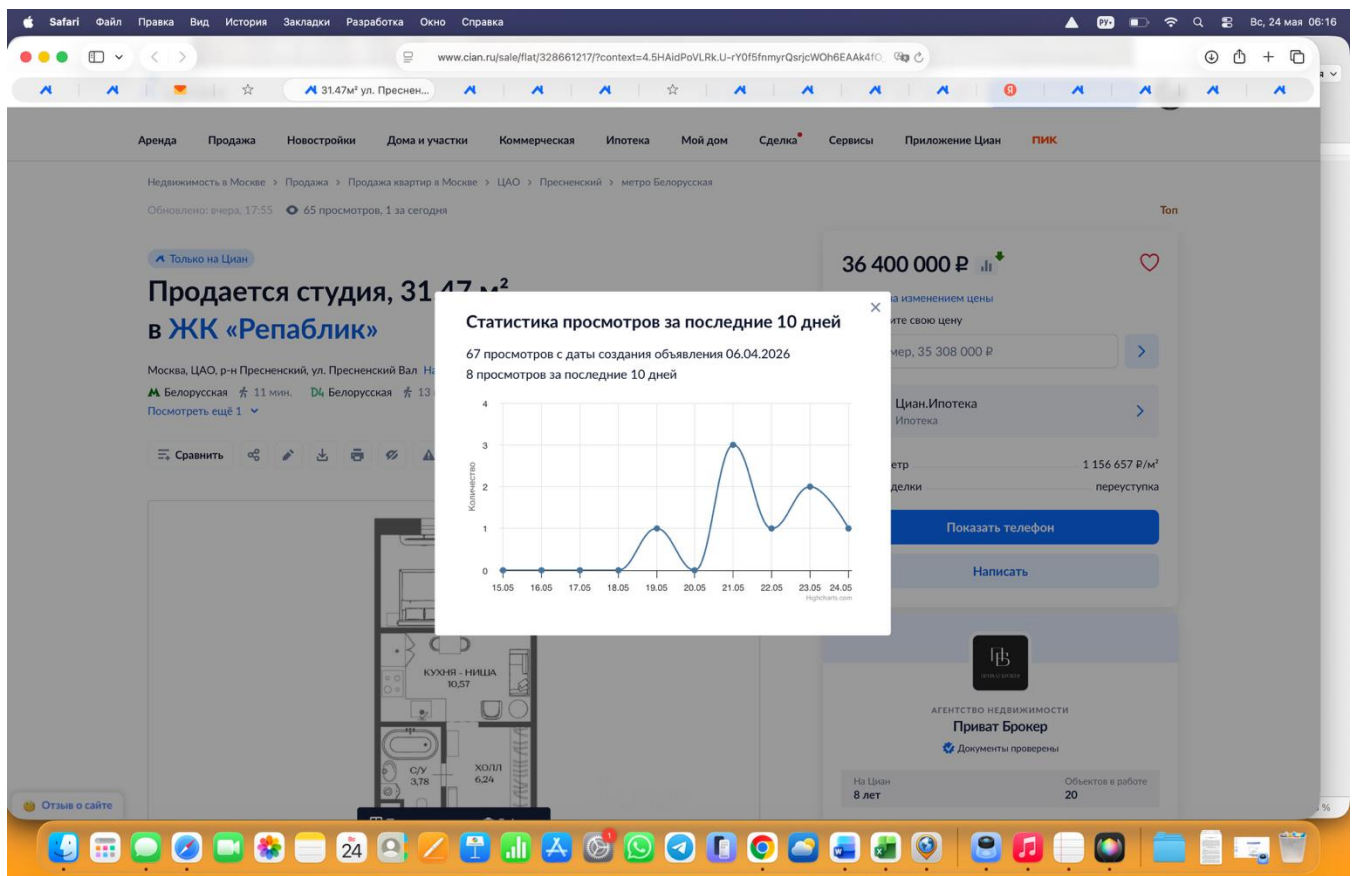 Safari Файл Правка Вид История Закладки Разработка Окно Справка
РУ Вс, 24 мая 06:16
www.cian.ru/sale/flat/328661217/?context=4.5HAidPoVLRk.U-rY0f5fnmyrQsrjcWOh6EAAk4fO_
31.47м² ул. Преснен...
Аренда Продажа Новостройки Дома и участки Коммерческая Ипотека Мой дом Сделка Сервисы Приложение Циан ПИК
Недвижимость в Москве > Продажа > Продажа квартир в Москве > ЦАО > Пресненский > метро Белорусская
Обновлено: вчера, 17:55 65 просмотров, 1 за сегодня
Топ
Только на Циан
Продается студия, 31.47 м²
в ЖК «Репаблик»
Москва, ЦАО, р-н Пресненский, ул. Пресненский Вал
Белорусская 11 мин. D4 Белорусская 13
Посмотреть ещё 1
Сравнить
36 400 000 ₽
изменением цены
ите свою цену
мер, 35 308 000 ₽
Циан.Ипотека
Ипотека
етр 1 156 657 ₽/м²
делки переуступка
Показать телефон
Написать
АГЕНТСТВО НЕДВИЖИМОСТИ
Приват Брокер
Документы проверены
На Циан Объектов в работе
8 лет 20
Статистика просмотров за последние 10 дней
67 просмотров с даты создания объявления 06.04.2026
8 просмотров за последние 10 дней
Количество
4
3
2
1
0
15.05 16.05 17.05 18.05 19.05 20.05 21.05 22.05 23.05 24.05
Highcharts.com
КУХНЯ - НИША
10,57
С/У
3,78
ХОЛЛ
6,24
Отзыв о сайте
24